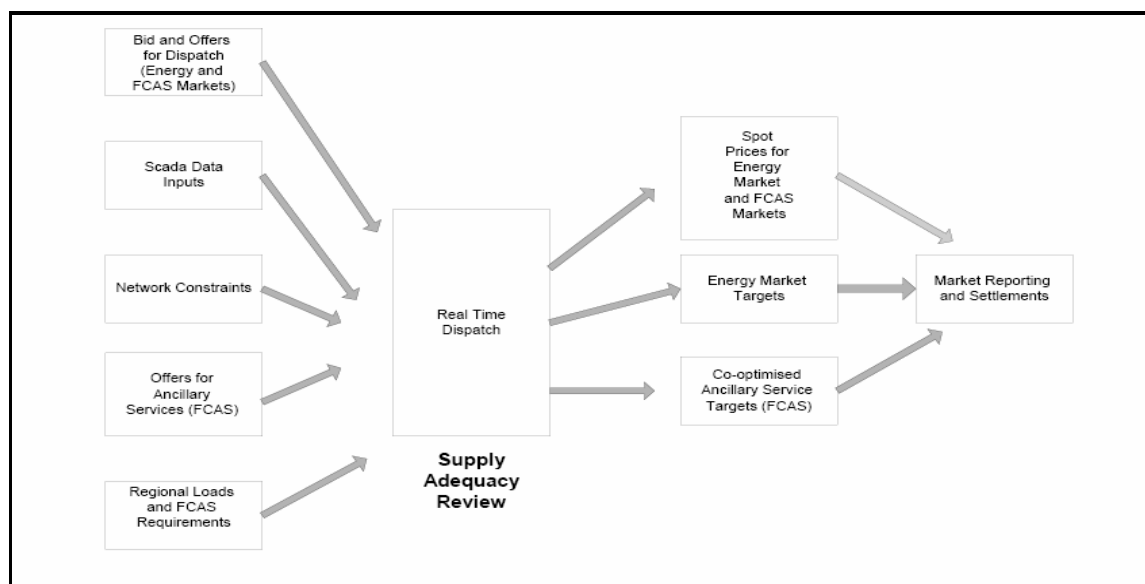 Bid and Offers
for Dispatch
(Energy and
FCAS Markets)
Scada Data
Inputs
Network Constraints
Offers for
Ancillary
Services (FCAS)
Regional Loads
and FCAS
Requirements
Real Time
Dispatch
Supply
Adequacy
Review
Spot
Prices for
Energy
Market
and FCAS
Markets
Energy Market
Targets
Co-optimised
Ancillary Service
Targets (FCAS)
Market Reporting
and Settlements